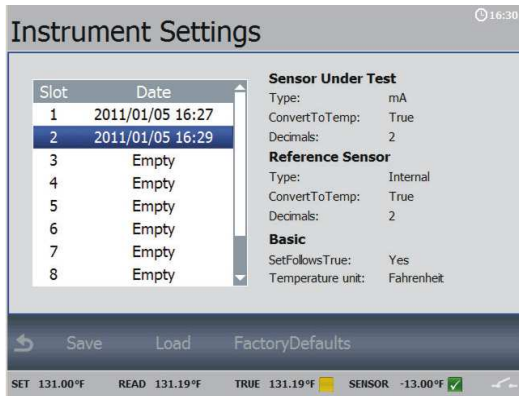 16:30
Instrument Settings
Slot Date
1 2011/01/05 16:27
2 2011/01/05 16:29
3 Empty
4 Empty
5 Empty
6 Empty
7 Empty
8 Empty
Sensor Under Test
Type: mA
ConvertToTemp: True
Decimals: 2
Reference Sensor
Type: Internal
ConvertToTemp: True
Decimals: 2
Basic
SetFollowsTrue: Yes
Temperature unit: Fahrenheit
Save Load FactoryDefaults
SET 131.00°F READ 131.19°F TRUE 131.19°F SENSOR -13.00°F